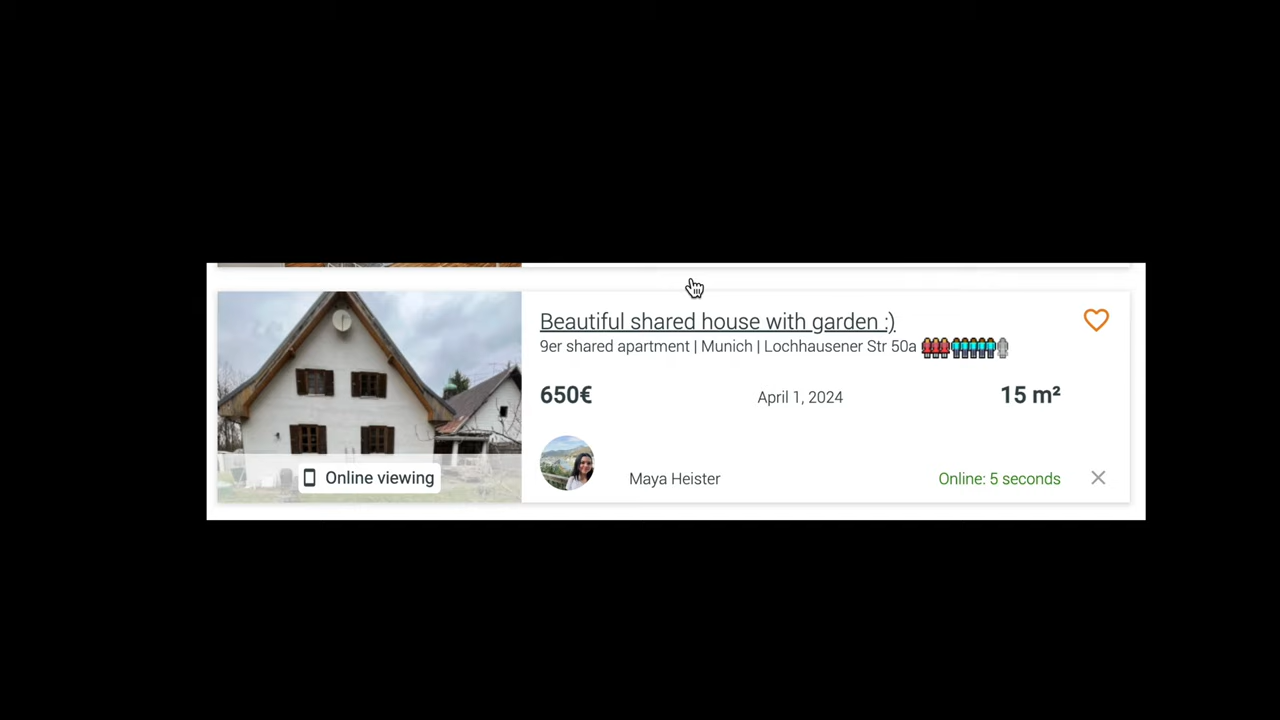 Beautiful shared house with garden :)
9er shared apartment | Munich | Lochhausener Str 50a
650€ April 1, 2024 15 m²
Online viewing
Maya Heister Online: 5 seconds